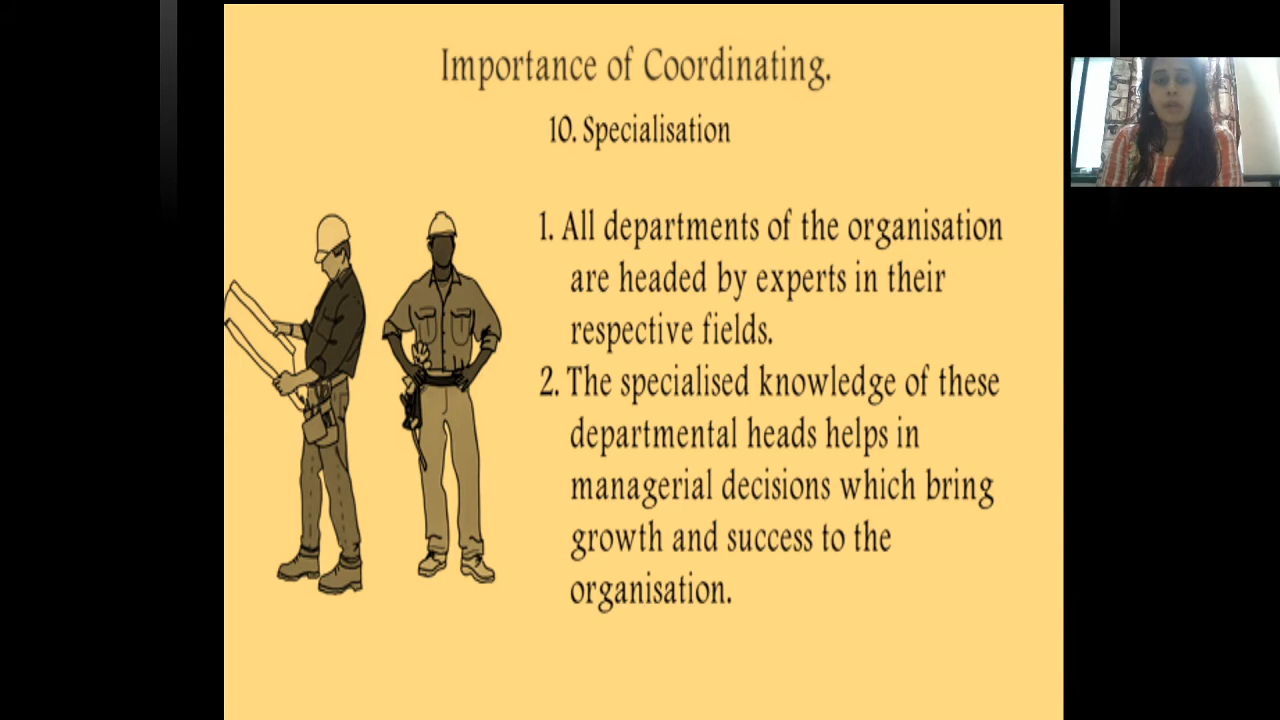 Importance of Coordinating.
10. Specialisation
1. All departments of the organisation
are headed by experts in their
respective fields.
2. The specialised knowledge of these
departmental heads helps in
managerial decisions which bring
growth and success to the
organisation.